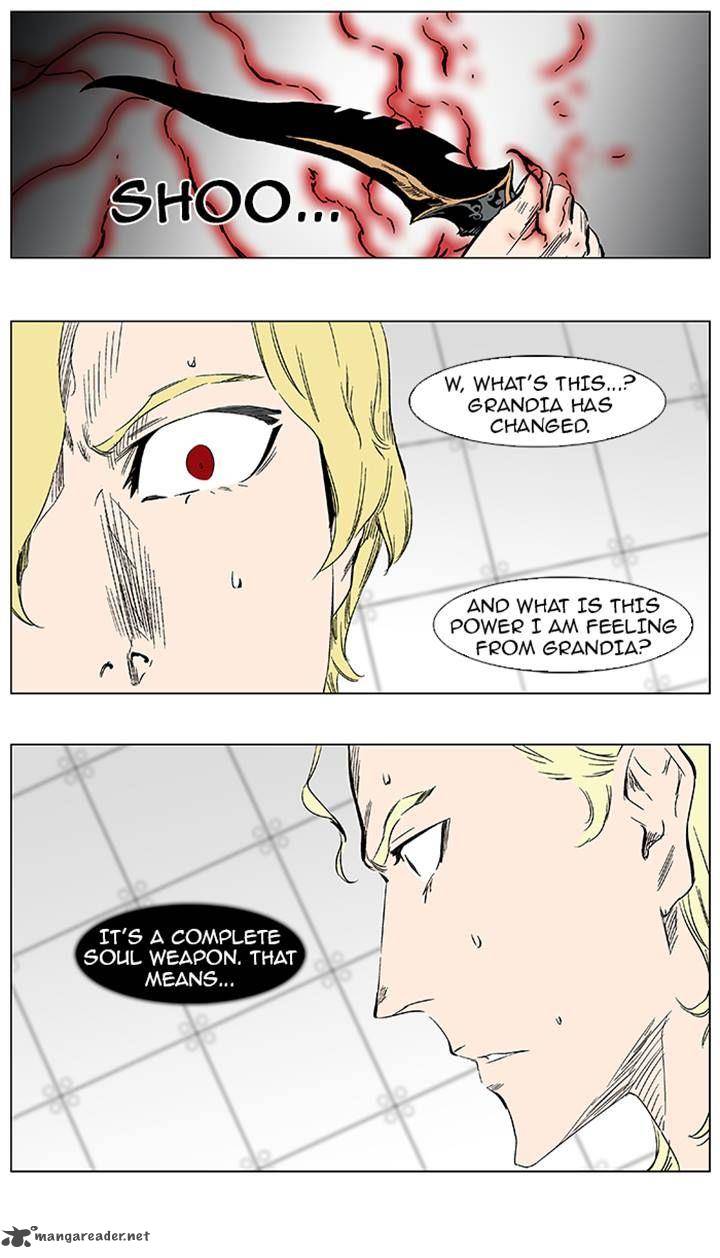 SHOO...
W, WHAT'S THIS...?
GRANDIA HAS
CHANGED.
AND WHAT IS THIS
POWER I AM FEELING
FROM GRANDIA?
IT'S A COMPLETE
SOUL WEAPON. THAT
MEANS...
mangareader.net